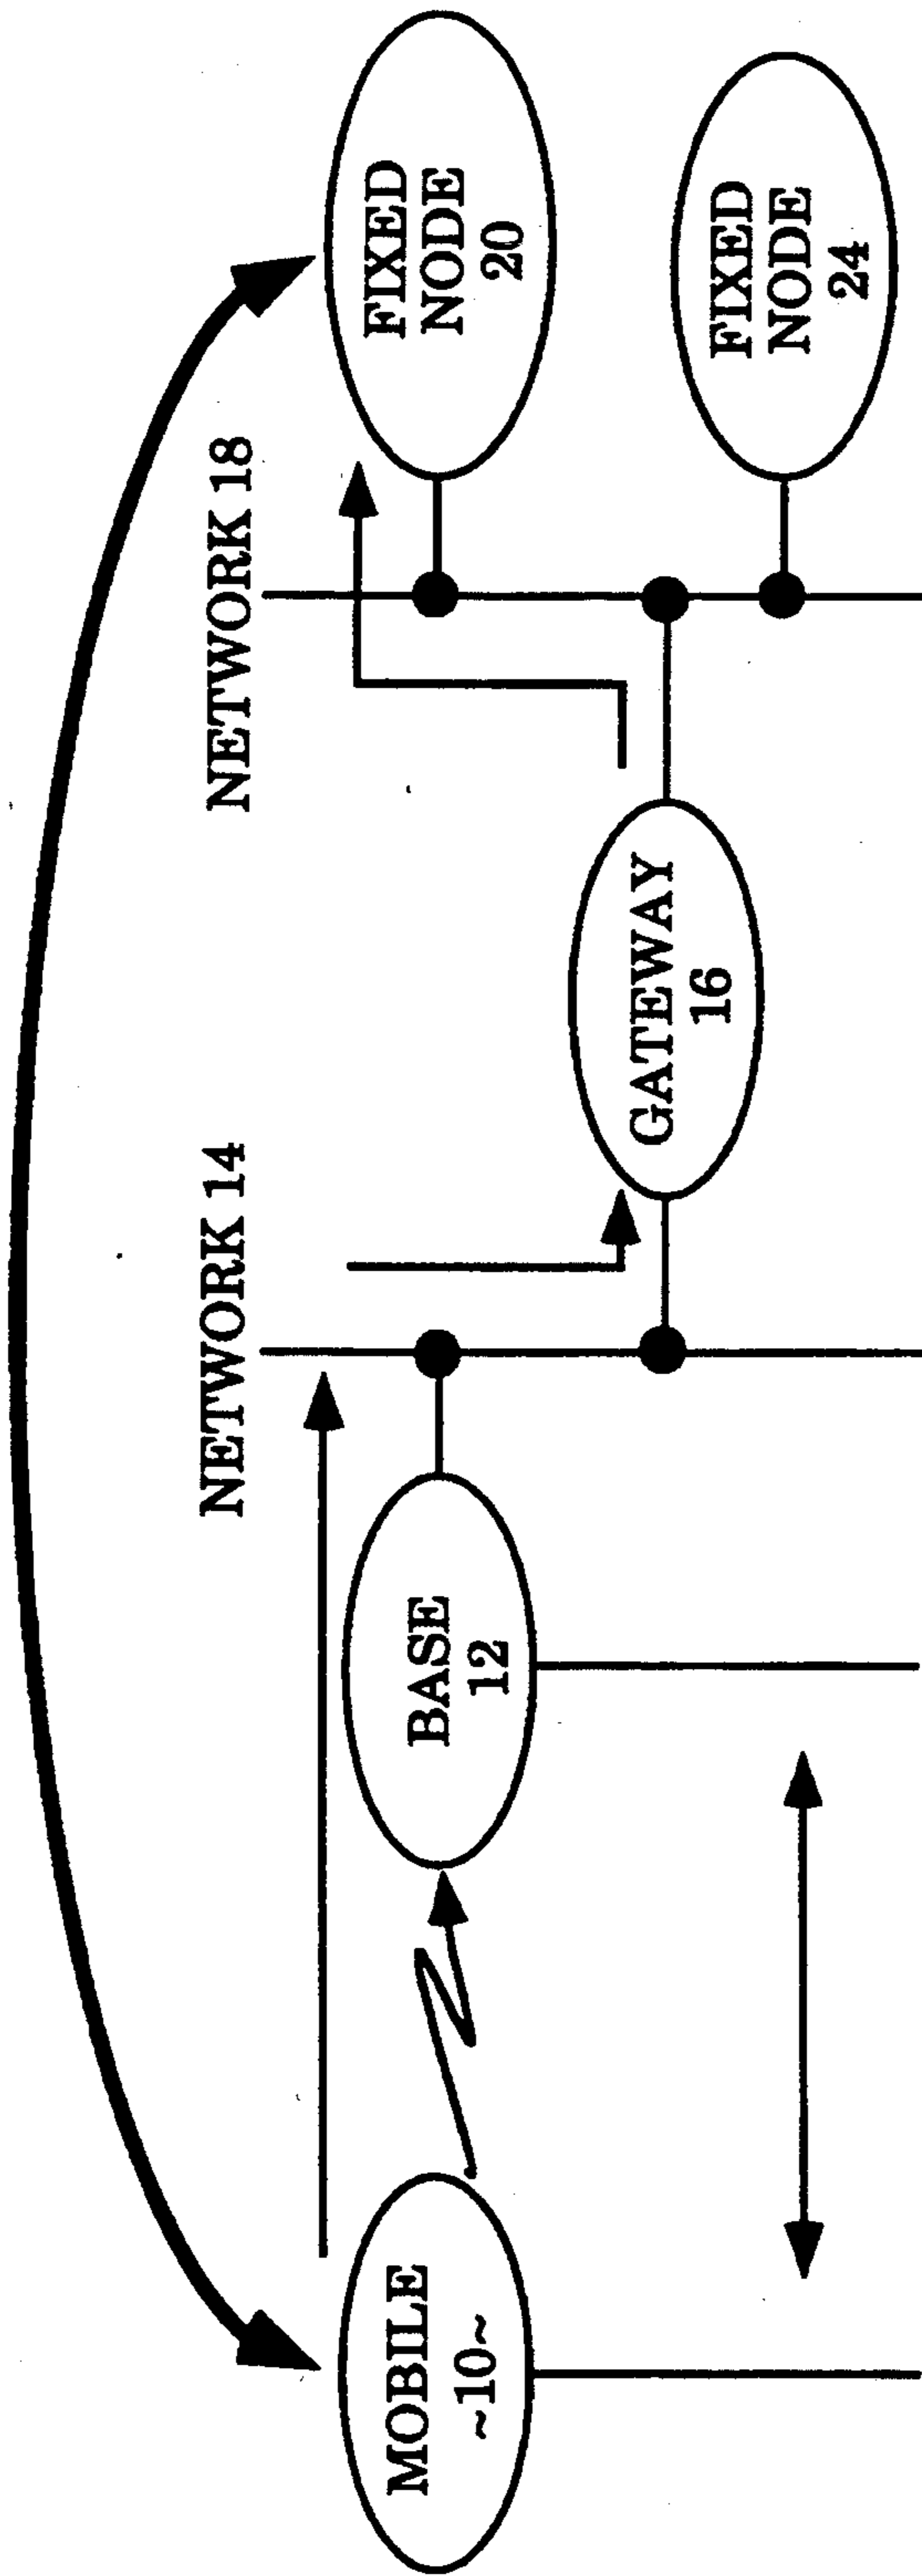 NETWORK 14
NETWORK 18
MOBILE
~10~
BASE
12
GATEWAY
16
FIXED
NODE
20
FIXED
NODE
24